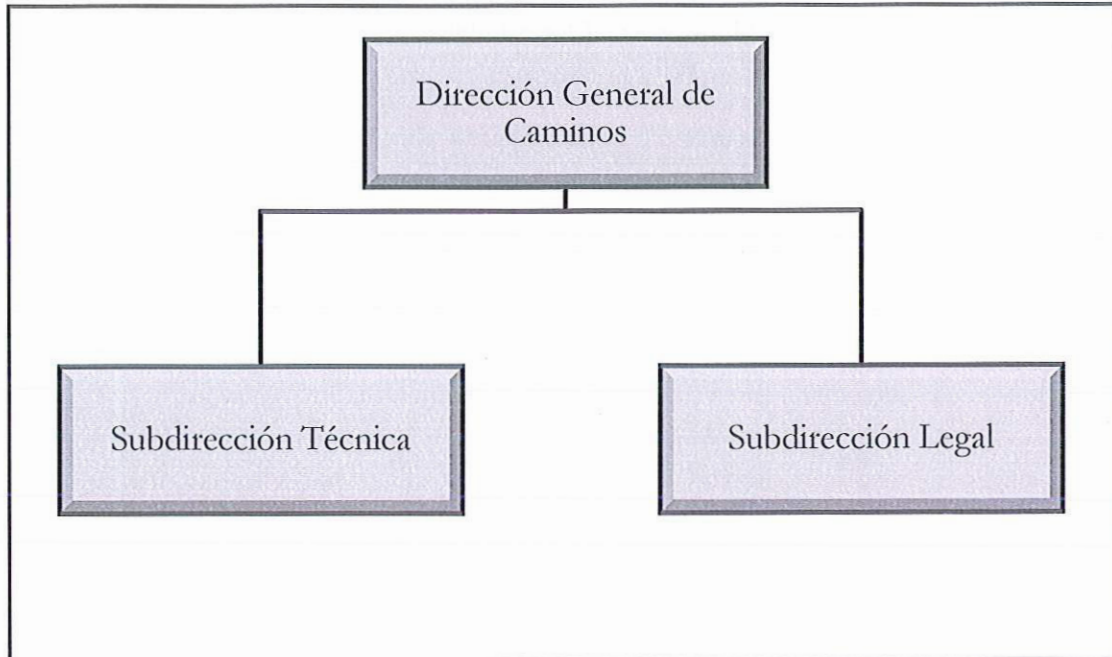 Dirección General de
Caminos
Subdirección Técnica
Subdirección Legal